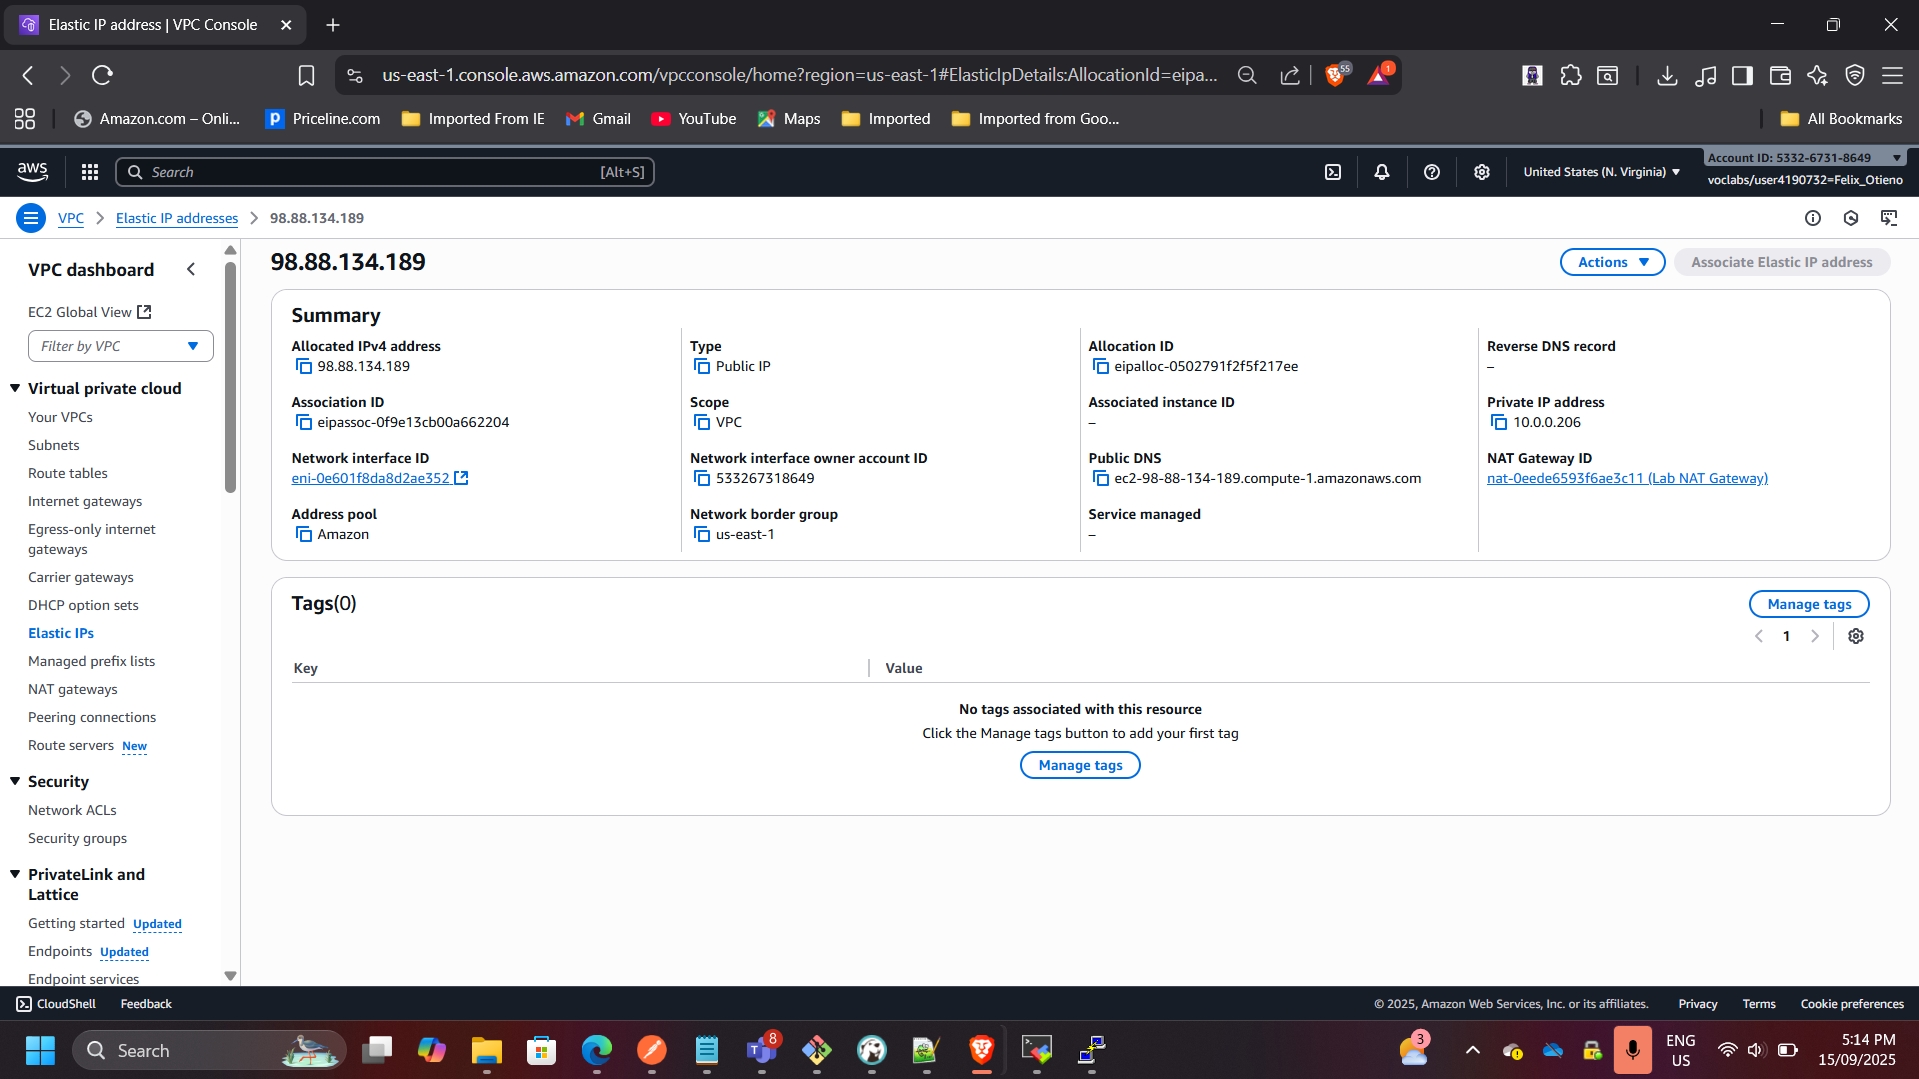 Elastic IP address | VPC Console
us-east-1.console.aws.amazon.com/vpcconsole/home?region=us-east-1#ElasticIpDetails:AllocationId=eipa...
55
1
Amazon.com – Onli...
Priceline.com
Imported From IE
Gmail
YouTube
Maps
Imported
Imported from Goo...
All Bookmarks
aws
Search
[Alt+S]
United States (N. Virginia)
Account ID: 5332-6731-8649
voclabs/user4190732=Felix_Otieno
VPC
Elastic IP addresses
98.88.134.189
VPC dashboard
EC2 Global View
Filter by VPC
Virtual private cloud
Your VPCs
Subnets
Route tables
Internet gateways
Egress-only internet
gateways
Carrier gateways
DHCP option sets
Elastic IPs
Managed prefix lists
NAT gateways
Peering connections
Route servers New
Security
Network ACLs
Security groups
PrivateLink and
Lattice
Getting started Updated
Endpoints Updated
Endpoint services
98.88.134.189
Actions
Associate Elastic IP address
Summary
Allocated IPv4 address
98.88.134.189
Type
Public IP
Allocation ID
eipalloc-0502791f2f5f217ee
Reverse DNS record
–
Association ID
eipassoc-0f9e13cb00a662204
Scope
VPC
Associated instance ID
–
Private IP address
10.0.0.206
Network interface ID
eni-0e601f8da8d2ae352
Network interface owner account ID
533267318649
Public DNS
ec2-98-88-134-189.compute-1.amazonaws.com
NAT Gateway ID
nat-0eede6593f6ae3c11 (Lab NAT Gateway)
Address pool
Amazon
Network border group
us-east-1
Service managed
–
Tags(0)
Manage tags
1
Key
Value
No tags associated with this resource
Click the Manage tags button to add your first tag
Manage tags
CloudShell
Feedback
© 2025, Amazon Web Services, Inc. or its affiliates.
Privacy
Terms
Cookie preferences
Search
8
3
ENG
US
5:14 PM
15/09/2025